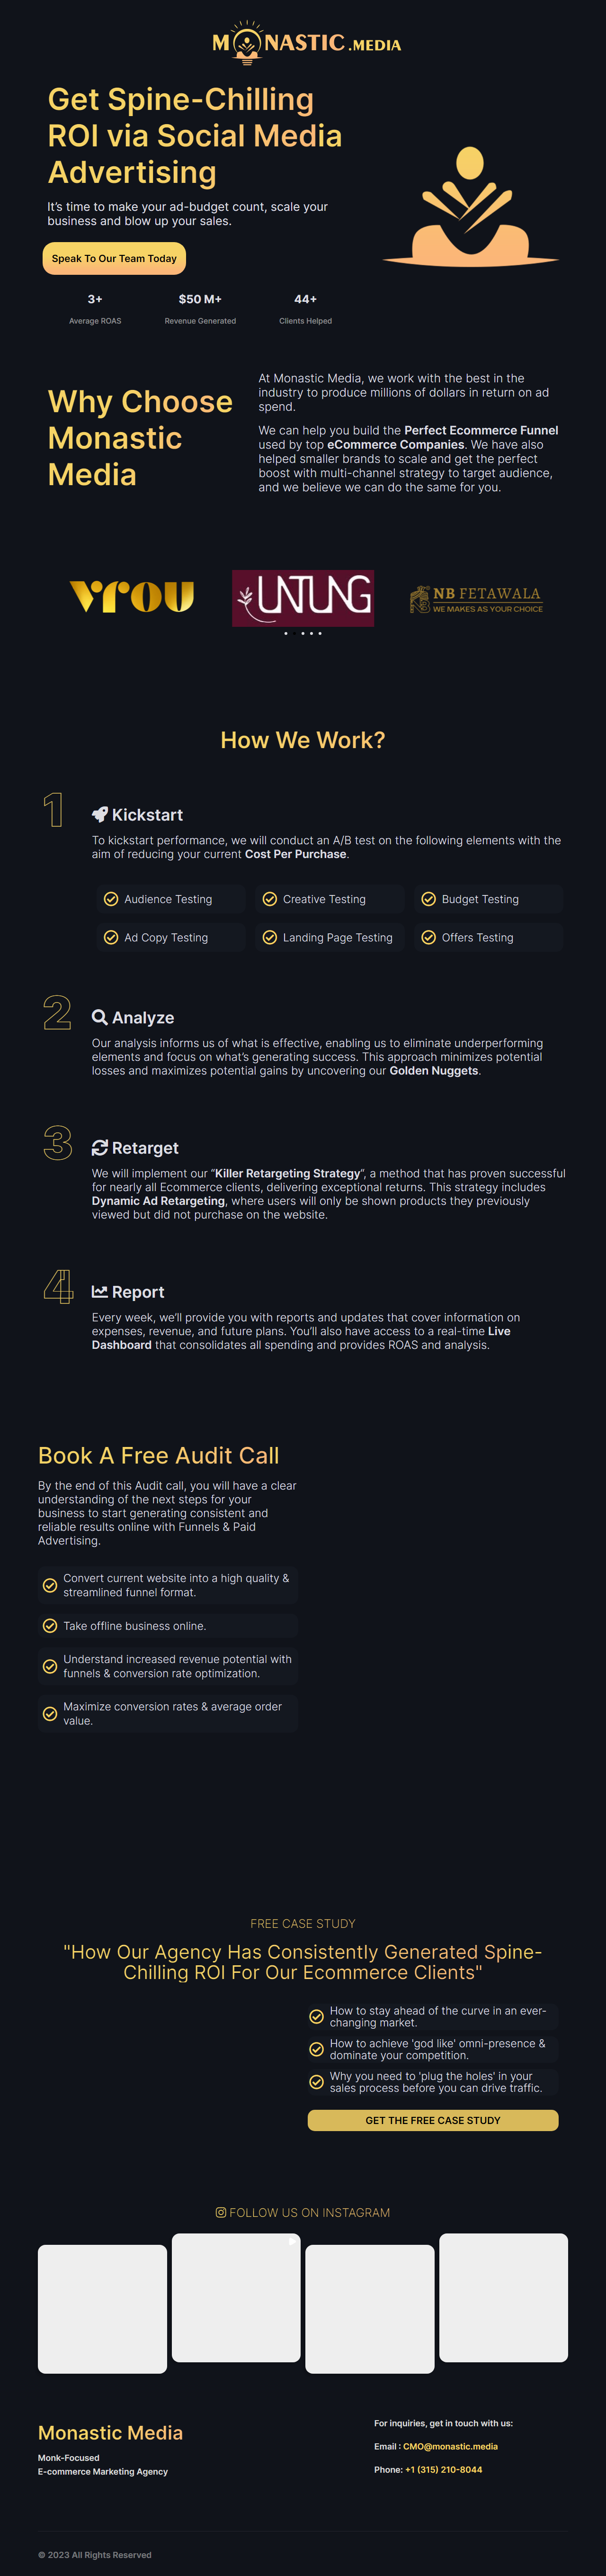 MONASTIC.MEDIA
Get Spine-Chilling
ROI via Social Media
Advertising
It’s time to make your ad-budget count, scale your
business and blow up your sales.
Speak To Our Team Today
3+
$50 M+
44+
Average ROAS
Revenue Generated
Clients Helped
Why Choose
Monastic
Media
At Monastic Media, we work with the best in the
industry to produce millions of dollars in return on ad
spend.
We can help you build the Perfect Ecommerce Funnel
used by top eCommerce Companies. We have also
helped smaller brands to scale and get the perfect
boost with multi-channel strategy to target audience,
and we believe we can do the same for you.
vrou
UNTUNG
NB FETAWALA
WE MAKES AS YOUR CHOICE
How We Work?
1
Kickstart
To kickstart performance, we will conduct an A/B test on the following elements with the
aim of reducing your current Cost Per Purchase.
Audience Testing
Creative Testing
Budget Testing
Ad Copy Testing
Landing Page Testing
Offers Testing
2
Analyze
Our analysis informs us of what is effective, enabling us to eliminate underperforming
elements and focus on what’s generating success. This approach minimizes potential
losses and maximizes potential gains by uncovering our Golden Nuggets.
3
Retarget
We will implement our “Killer Retargeting Strategy”, a method that has proven successful
for nearly all Ecommerce clients, delivering exceptional returns. This strategy includes
Dynamic Ad Retargeting, where users will only be shown products they previously
viewed but did not purchase on the website.
4
Report
Every week, we’ll provide you with reports and updates that cover information on
expenses, revenue, and future plans. You’ll also have access to a real-time Live
Dashboard that consolidates all spending and provides ROAS and analysis.
Book A Free Audit Call
By the end of this Audit call, you will have a clear
understanding of the next steps for your
business to start generating consistent and
reliable results online with Funnels & Paid
Advertising.
Convert current website into a high quality &
streamlined funnel format.
Take offline business online.
Understand increased revenue potential with
funnels & conversion rate optimization.
Maximize conversion rates & average order
value.
FREE CASE STUDY
"How Our Agency Has Consistently Generated Spine-
Chilling ROI For Our Ecommerce Clients"
How to stay ahead of the curve in an ever-
changing market.
How to achieve 'god like' omni-presence &
dominate your competition.
Why you need to 'plug the holes' in your
sales process before you can drive traffic.
GET THE FREE CASE STUDY
FOLLOW US ON INSTAGRAM
Monastic Media
Monk-Focused
E-commerce Marketing Agency
For inquiries, get in touch with us:
Email : CMO@monastic.media
Phone: +1 (315) 210-8044
© 2023 All Rights Reserved